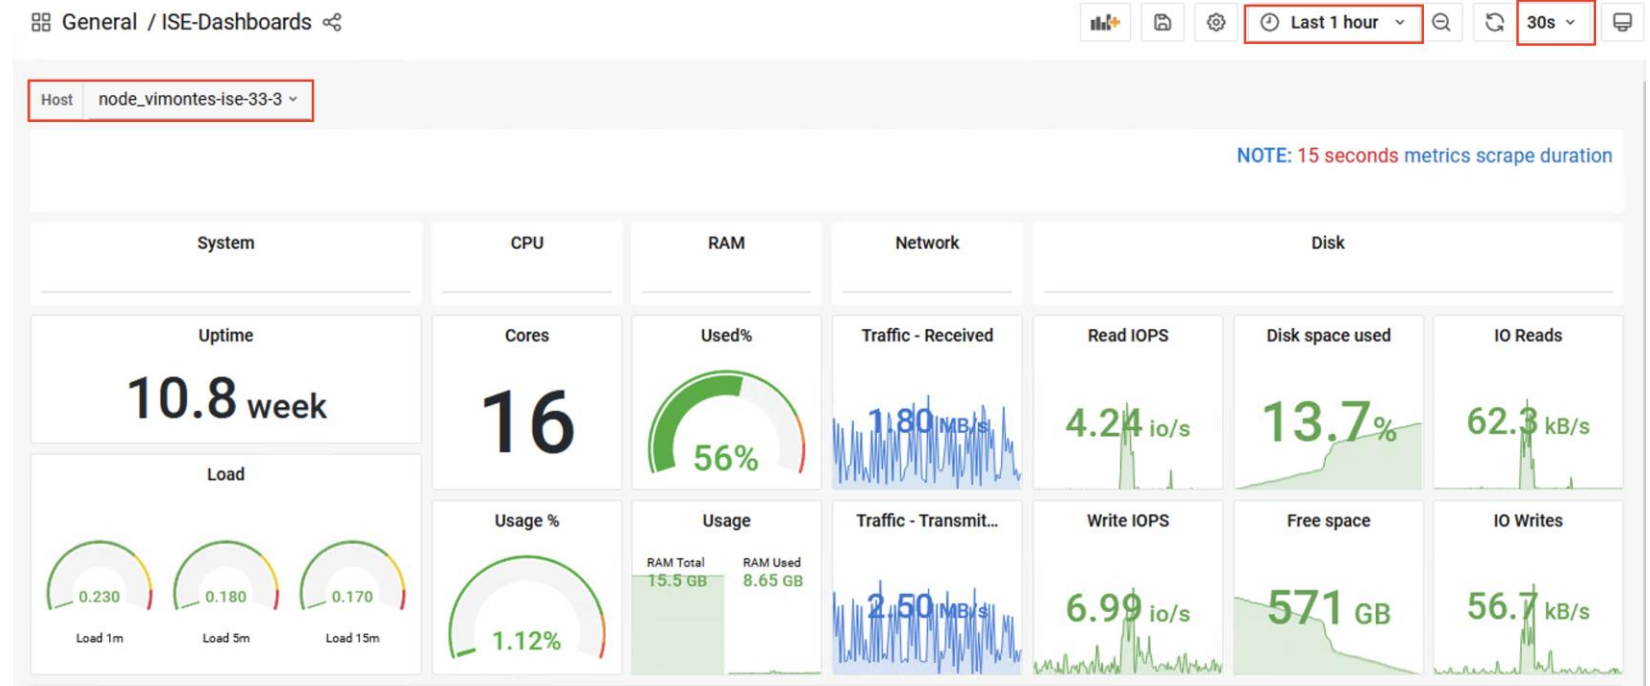 General / ISE-Dashboards
Last 1 hour
30s
Host node_vimontes-ise-33-3
NOTE: 15 seconds metrics scrape duration
System
CPU
RAM
Network
Disk
Uptime
10.8 week
Cores
16
Used%
56%
Traffic - Received
1.80 MB/s
Read IOPS
4.24 io/s
Disk space used
13.7%
IO Reads
62.3 kB/s
Load
0.230
0.180
0.170
Load 1m
Load 5m
Load 15m
Usage %
1.12%
Usage
RAM Total
15.5 GB
RAM Used
8.65 GB
Traffic - Transmit...
2.50 MB/s
Write IOPS
6.99 io/s
Free space
571 GB
IO Writes
56.7 kB/s